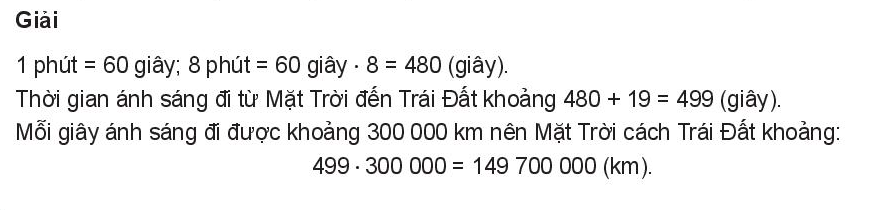 Giải
1 phút = 60 giây; 8 phút = 60 giây · 8 = 480 (giây).
Thời gian ánh sáng đi từ Mặt Trời đến Trái Đất khoảng 480 + 19 = 499 (giây).
Mỗi giây ánh sáng đi được khoảng 300 000 km nên Mặt Trời cách Trái Đất khoảng:
499 · 300 000 = 149 700 000 (km).